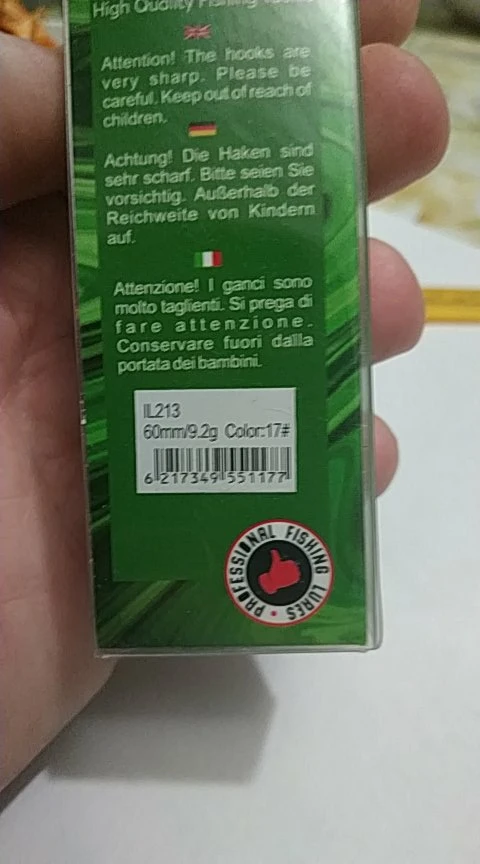 High Quality Fishing
Attention! The hooks are
very sharp. Please be
careful. Keep out of reach of
children.
Achtung! Die Haken sind
sehr scharf. Bitte seien Sie
vorsichtig. Außerhalb der
Reichweite von Kindern
auf.
Attenzione! I ganci sono
molto taglienti. Si prega di
fare attenzione.
Conservare fuori dalla
portata dei bambini.
IL213
60mm/9.2g Color:17#
6 217349 551177
PROFESSIONAL FISHING LURES